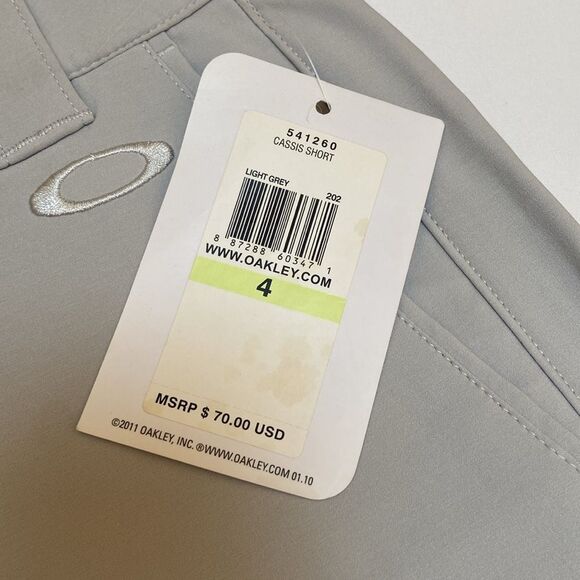 541260
CASSIS SHORT
LIGHT GREY 202
8 87288 60347 1
WWW.OAKLEY.COM
4
MSRP $ 70.00 USD
©2011 OAKLEY, INC. ®WWW.OAKLEY.COM 01.10